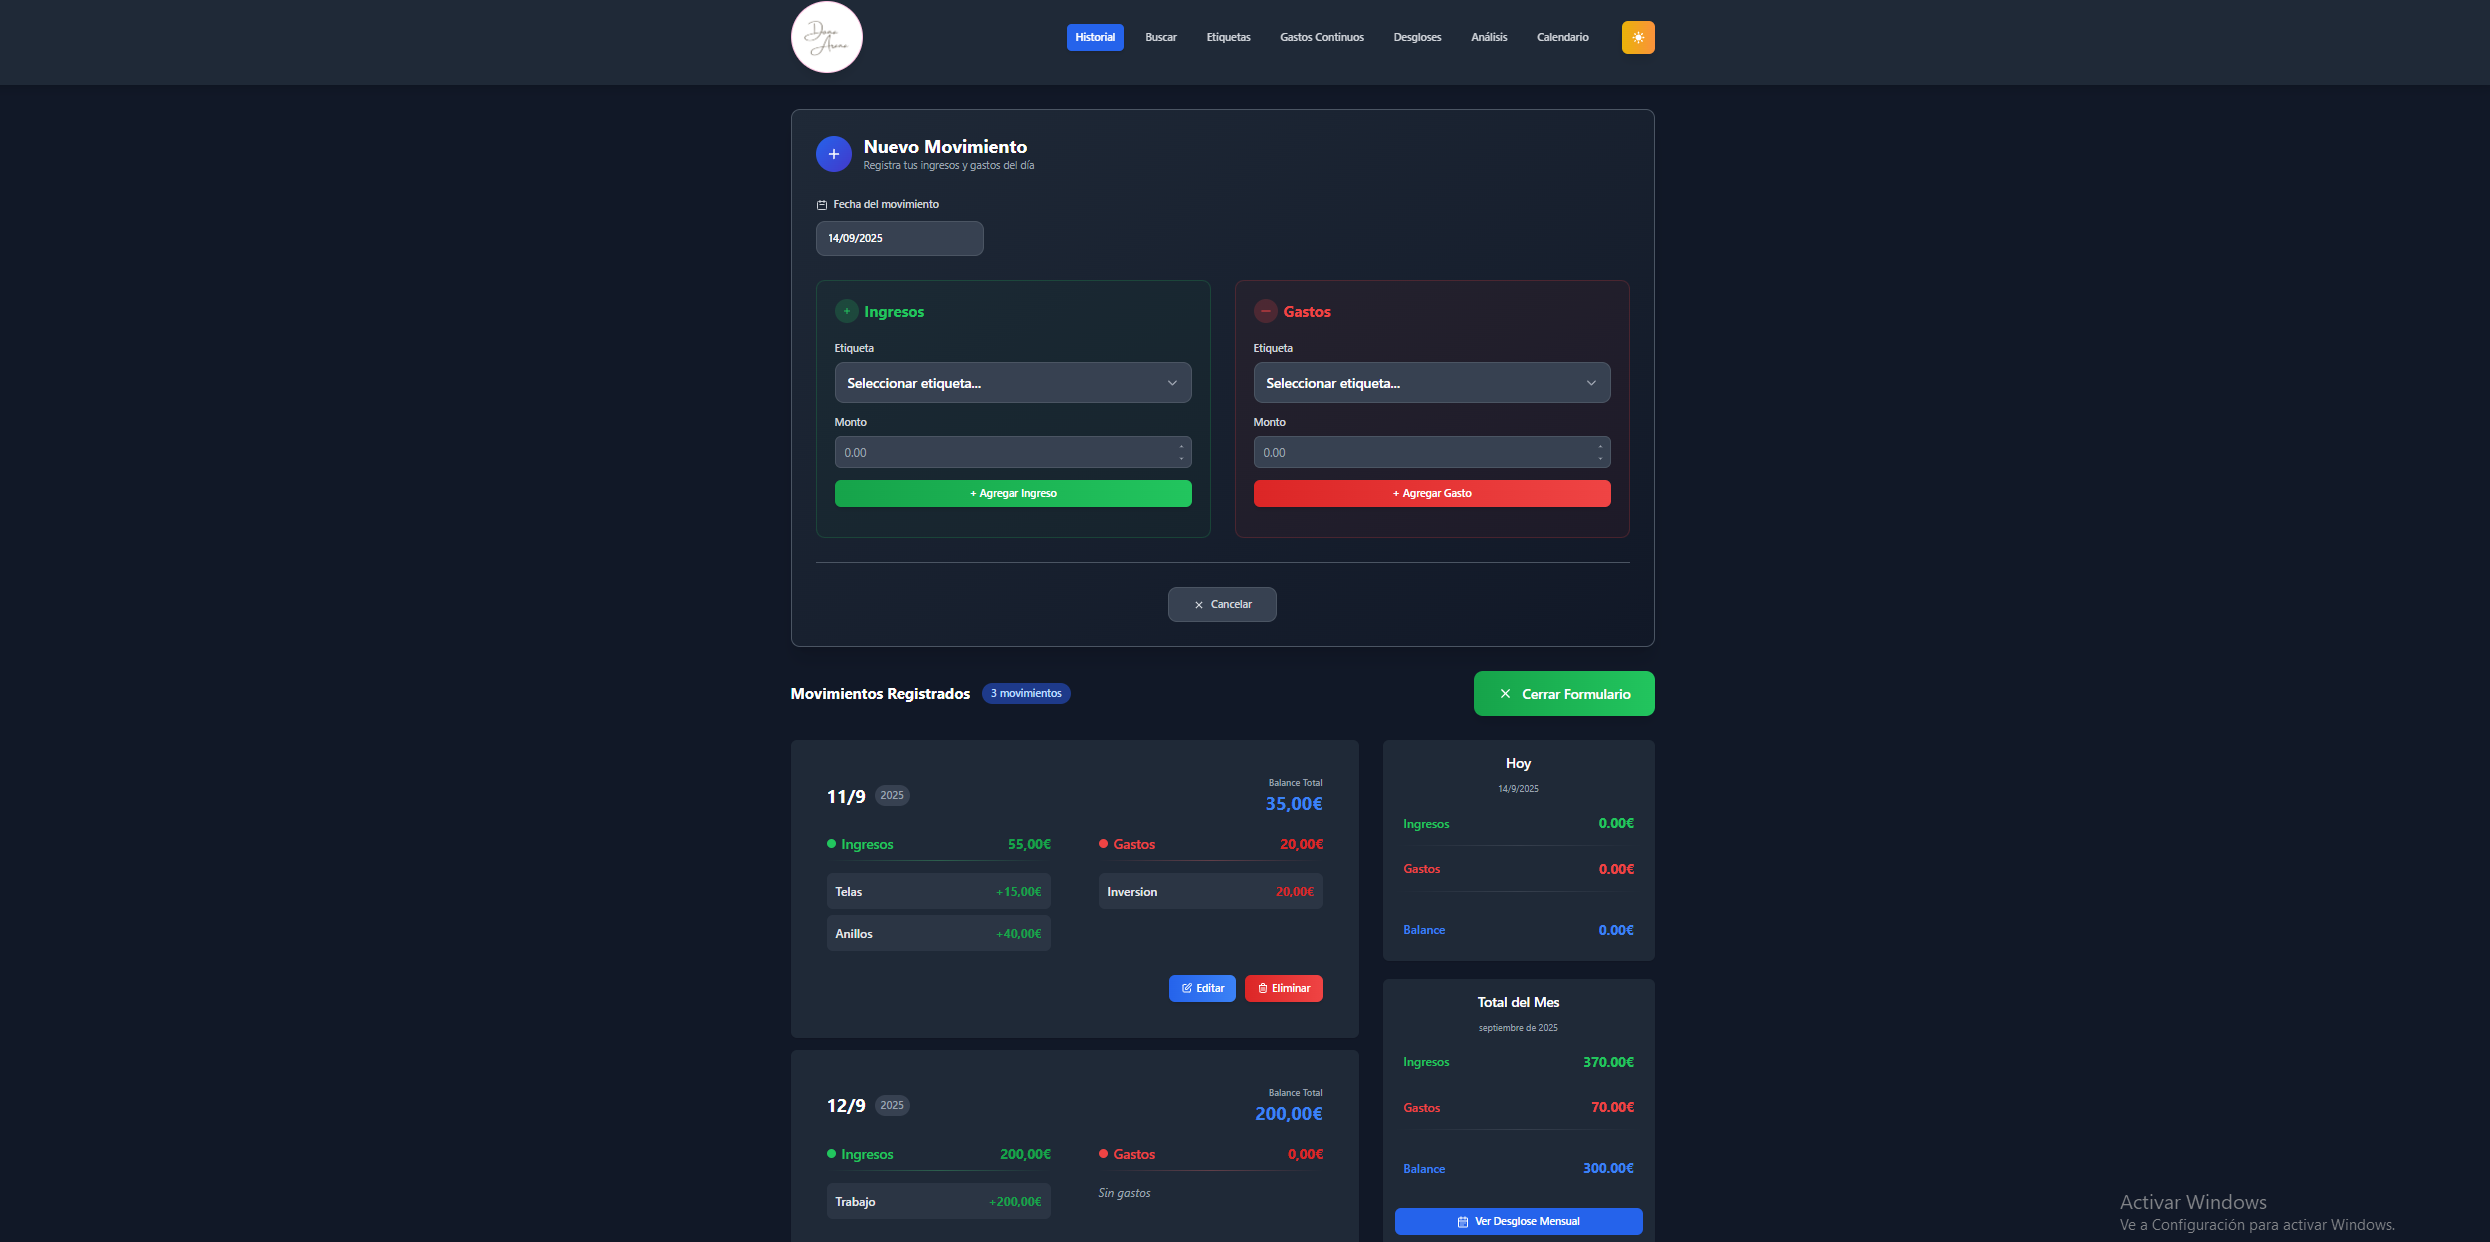 Dona Arena
Historial Buscar Etiquetas Gastos Continuos Desgloses Análisis Calendario
+ Nuevo Movimiento
Registra tus ingresos y gastos del día
Fecha del movimiento
14/09/2025
+ Ingresos
Etiqueta
Seleccionar etiqueta...
Monto
0.00
+ Agregar Ingreso
— Gastos
Etiqueta
Seleccionar etiqueta...
Monto
0.00
+ Agregar Gasto
× Cancelar
Movimientos Registrados 3 movimientos
× Cerrar Formulario
11/9 2025
Balance Total
35,00€
Ingresos 55,00€
Telas +15,00€
Anillos +40,00€
Gastos 20,00€
Inversion 20,00€
Editar Eliminar
12/9 2025
Balance Total
200,00€
Ingresos 200,00€
Trabajo +200,00€
Gastos 0,00€
Sin gastos
Hoy
14/9/2025
Ingresos 0.00€
Gastos 0.00€
Balance 0.00€
Total del Mes
septiembre de 2025
Ingresos 370.00€
Gastos 70.00€
Balance 300.00€
Ver Desglose Mensual
Activar Windows
Ve a Configuración para activar Windows.